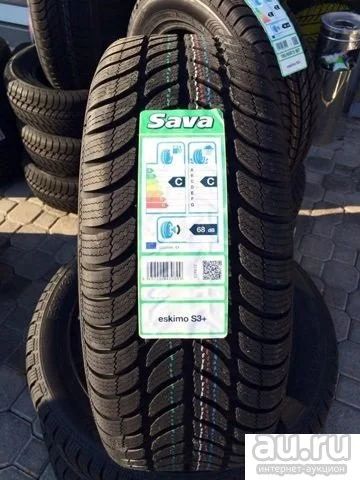 Sava
C
C
A B C D E F G
68 dB
eskimo S3+
au.ru
интернет-аукцион